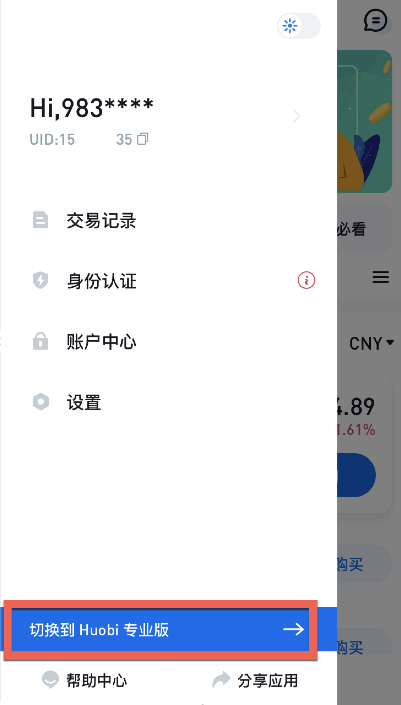 Hi,983****
UID:15 35
交易记录
身份认证
账户中心
设置
必看
CNY
4.89
1.61%
购买
购买
切换到 Huobi 专业版
帮助中心
分享应用